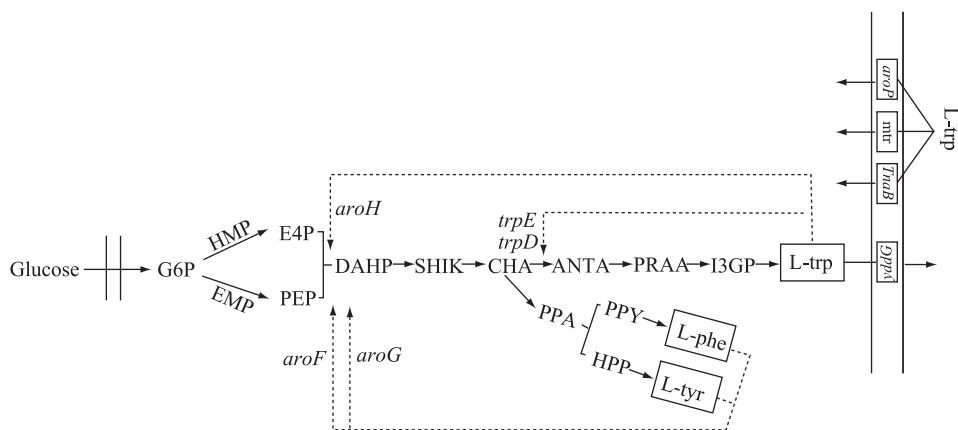 aroP
mtr
TnaB
L-trp
aroH
trpE
trpD
HMP
E4P
Glucose
G6P
DAHP
SHIK
CHA
ANTA
PRAA
I3GP
L-trp
EMP
PEP
PPA
PPY
L-phe
HPP
L-tyr
aroF
aroG